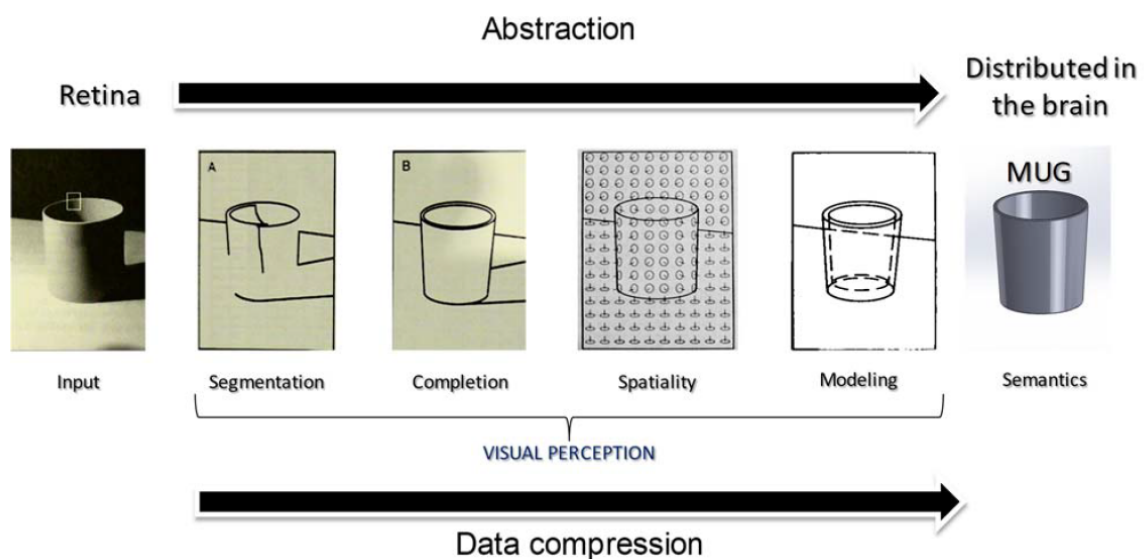 Abstraction
Retina
Distributed in
the brain
A
B
MUG
Input
Segmentation
Completion
Spatiality
Modeling
Semantics
VISUAL PERCEPTION
Data compression